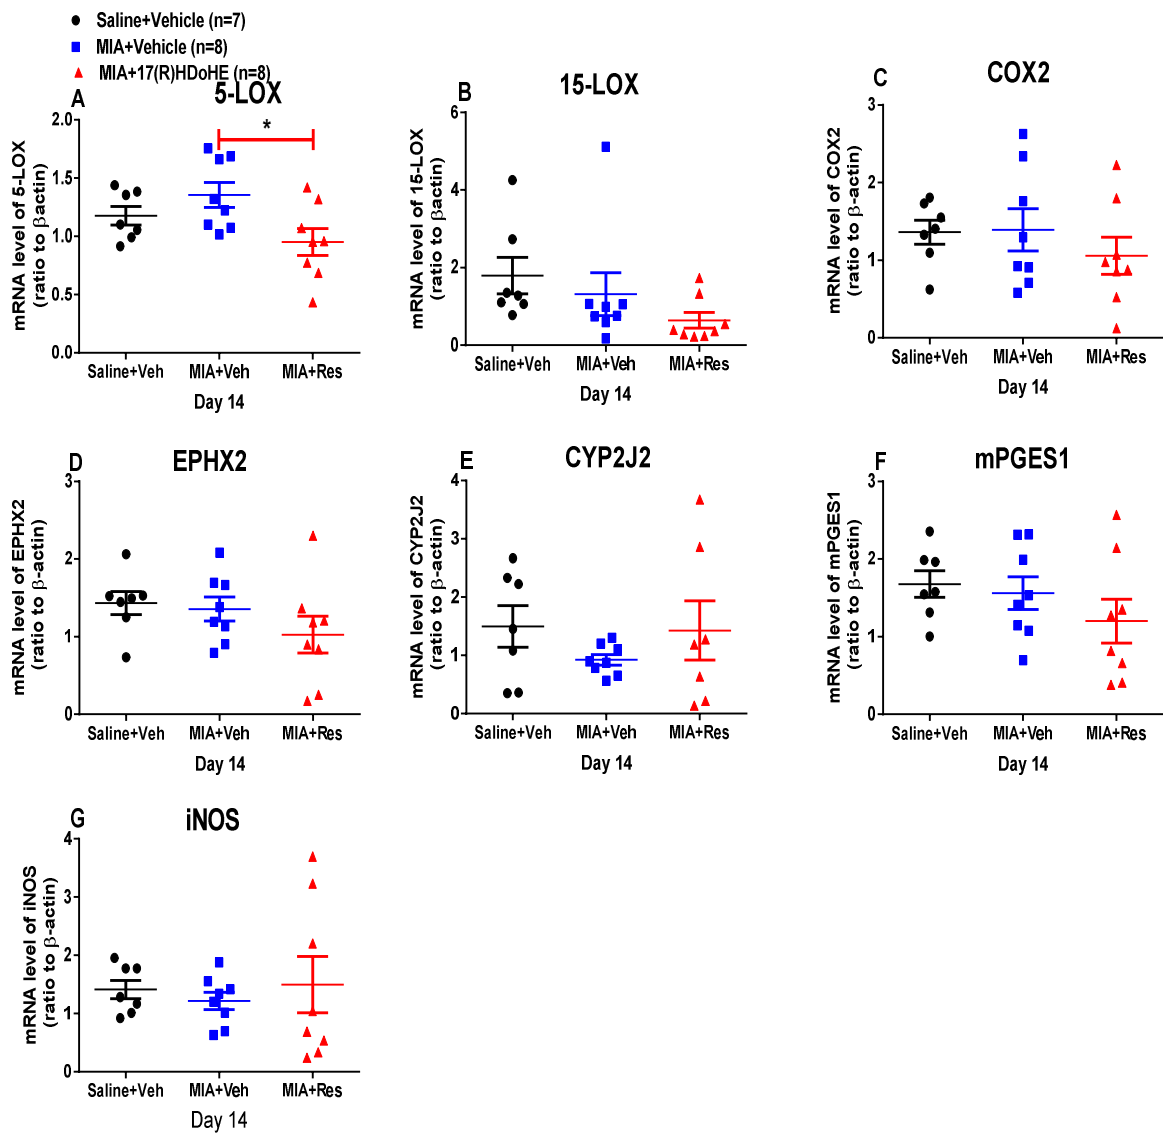 Saline+Vehicle (n=7)
MIA+Vehicle (n=8)
MIA+17(R)HDoHE (n=8)
A
5-LOX
mRNA level of 5-LOX
(ratio to βactin)
2.0
1.5
1.0
0.5
0.0
*
Saline+Veh MIA+Veh MIA+Res
Day 14
B
15-LOX
mRNA level of 15-LOX
(ratio to β-actin)
6
4
2
0
Saline+Veh MIA+Veh MIA+Res
Day 14
C
COX2
mRNA level of COX2
(ratio to β-actin)
3
2
1
0
Saline+Veh MIA+Veh MIA+Res
Day 14
D
EPHX2
mRNA level of EPHX2
(ratio to β-actin)
3
2
1
0
Saline+Veh MIA+Veh MIA+Res
Day 14
E
CYP2J2
mRNA level of CYP2J2
(ratio to β-actin)
4
3
2
1
0
Saline+Veh MIA+Veh MIA+Res
Day 14
F
mPGES1
mRNA level of mPGES1
(ratio to β-actin)
3
2
1
0
Saline+Veh MIA+Veh MIA+Res
Day 14
G
iNOS
mRNA level of iNOS
(ratio to β-actin)
4
3
2
1
0
Saline+Veh MIA+Veh MIA+Res
Day 14